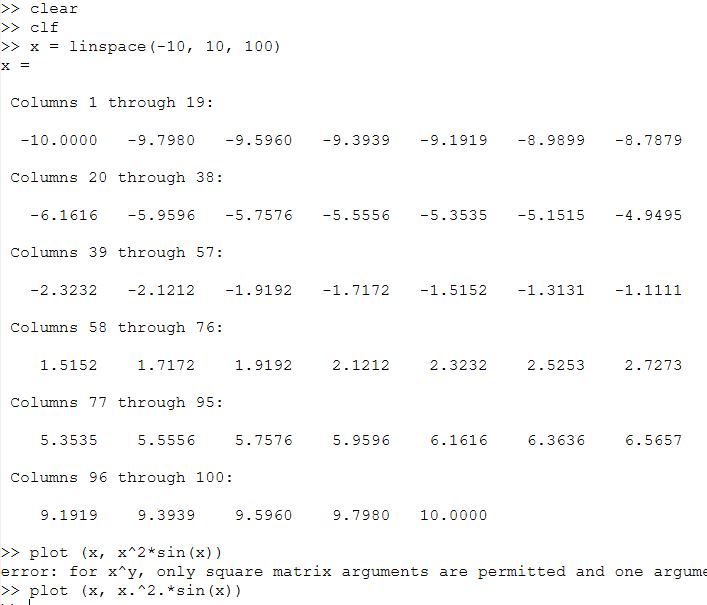 >> clear
>> clf
>> x = linspace(-10, 10, 100)
x =
Columns 1 through 19:
-10.0000 -9.7980 -9.5960 -9.3939 -9.1919 -8.9899 -8.7879
Columns 20 through 38:
-6.1616 -5.9596 -5.7576 -5.5556 -5.3535 -5.1515 -4.9495
Columns 39 through 57:
-2.3232 -2.1212 -1.9192 -1.7172 -1.5152 -1.3131 -1.1111
Columns 58 through 76:
1.5152 1.7172 1.9192 2.1212 2.3232 2.5253 2.7273
Columns 77 through 95:
5.3535 5.5556 5.7576 5.9596 6.1616 6.3636 6.5657
Columns 96 through 100:
9.1919 9.3939 9.5960 9.7980 10.0000
>> plot (x, x^2*sin(x))
error: for x^y, only square matrix arguments are permitted and one argume
>> plot (x, x.^2.*sin(x))